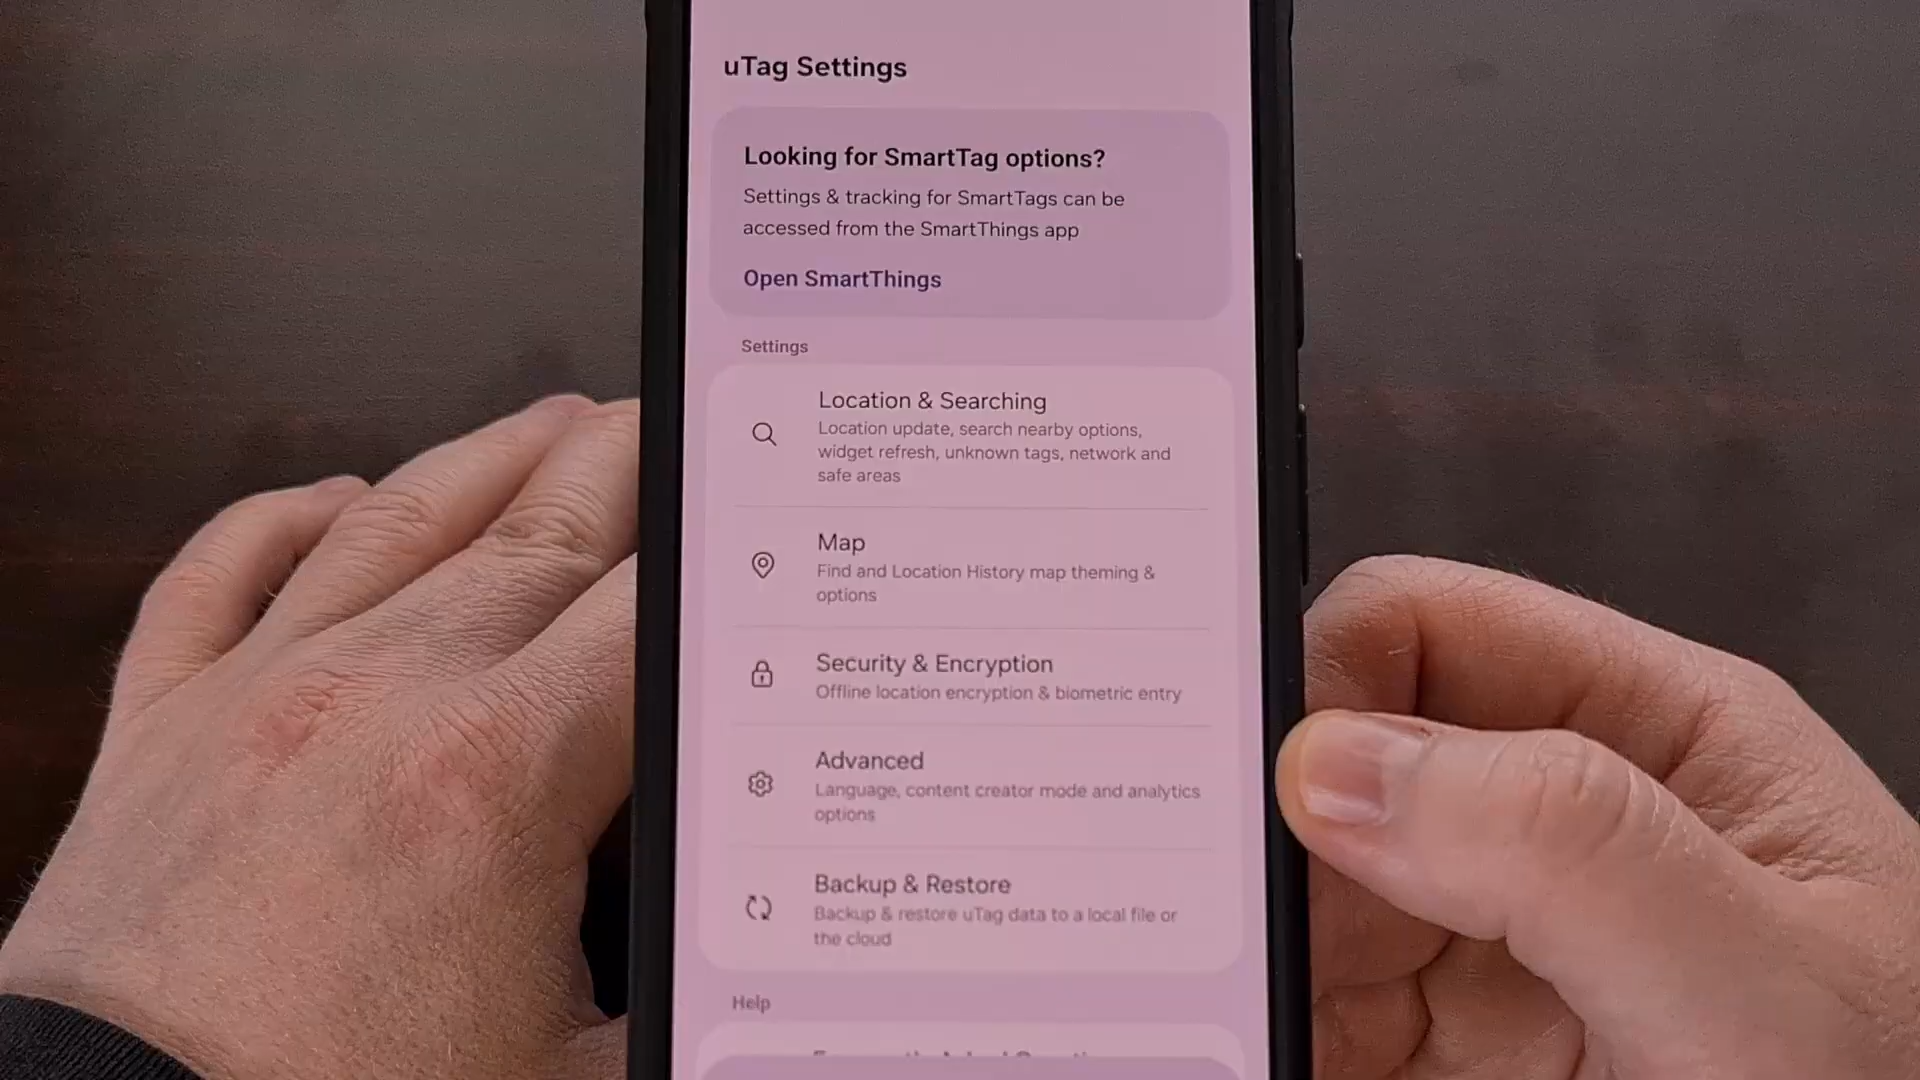 uTag Settings
Looking for SmartTag options?
Settings & tracking for SmartTags can be
accessed from the SmartThings app
Open SmartThings
Settings
Location & Searching
Location update, search nearby options,
widget refresh, unknown tags, network and
safe areas
Map
Find and Location History map theming &
options
Security & Encryption
Offline location encryption & biometric entry
Advanced
Language, content creator mode and analytics
options
Backup & Restore
Backup & restore uTag data to a local file or
the cloud
Help